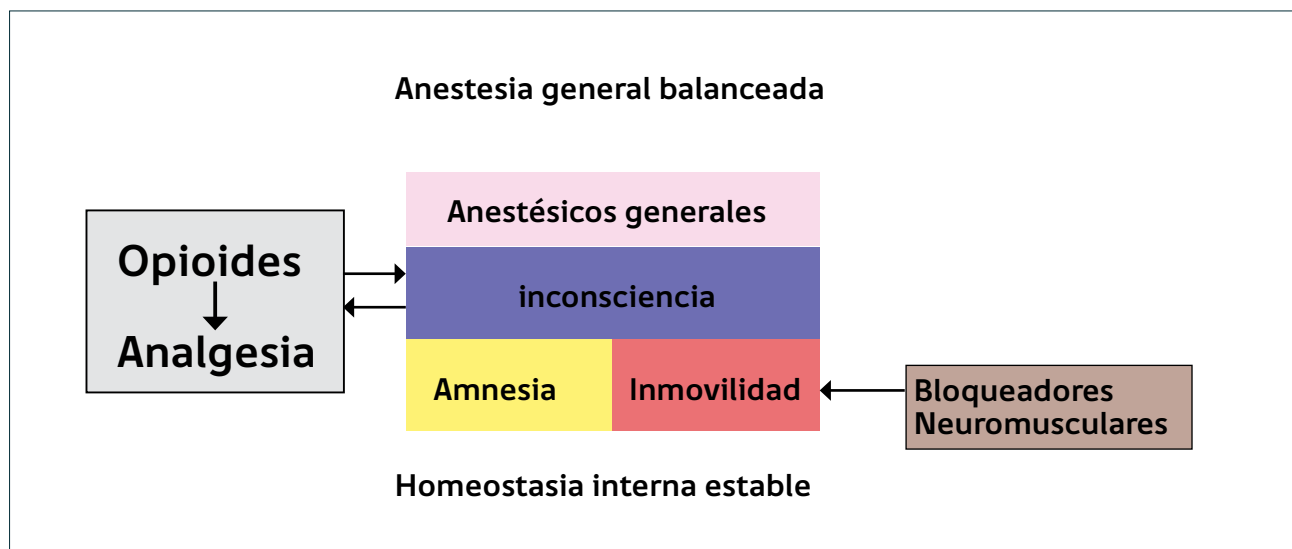 Anestesia general balanceada
Anestésicos generales
Opioides
inconsciencia
Analgesia
Amnesia
Inmovilidad
Bloqueadores
Neuromusculares
Homeostasia interna estable